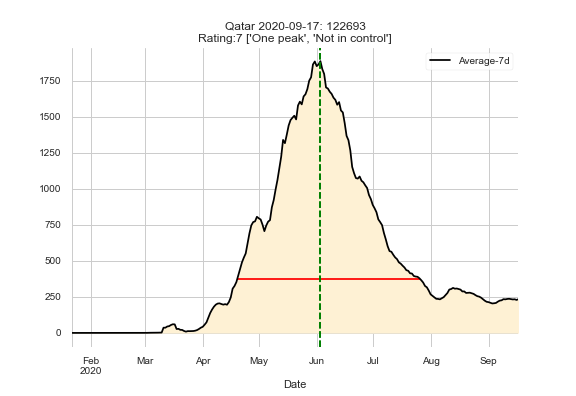 Qatar 2020-09-17: 122693
Rating:7 ['One peak', 'Not in control']
Average-7d
1750
1500
1250
1000
750
500
250
0
Feb Mar Apr May Jun Jul Aug Sep
2020
Date